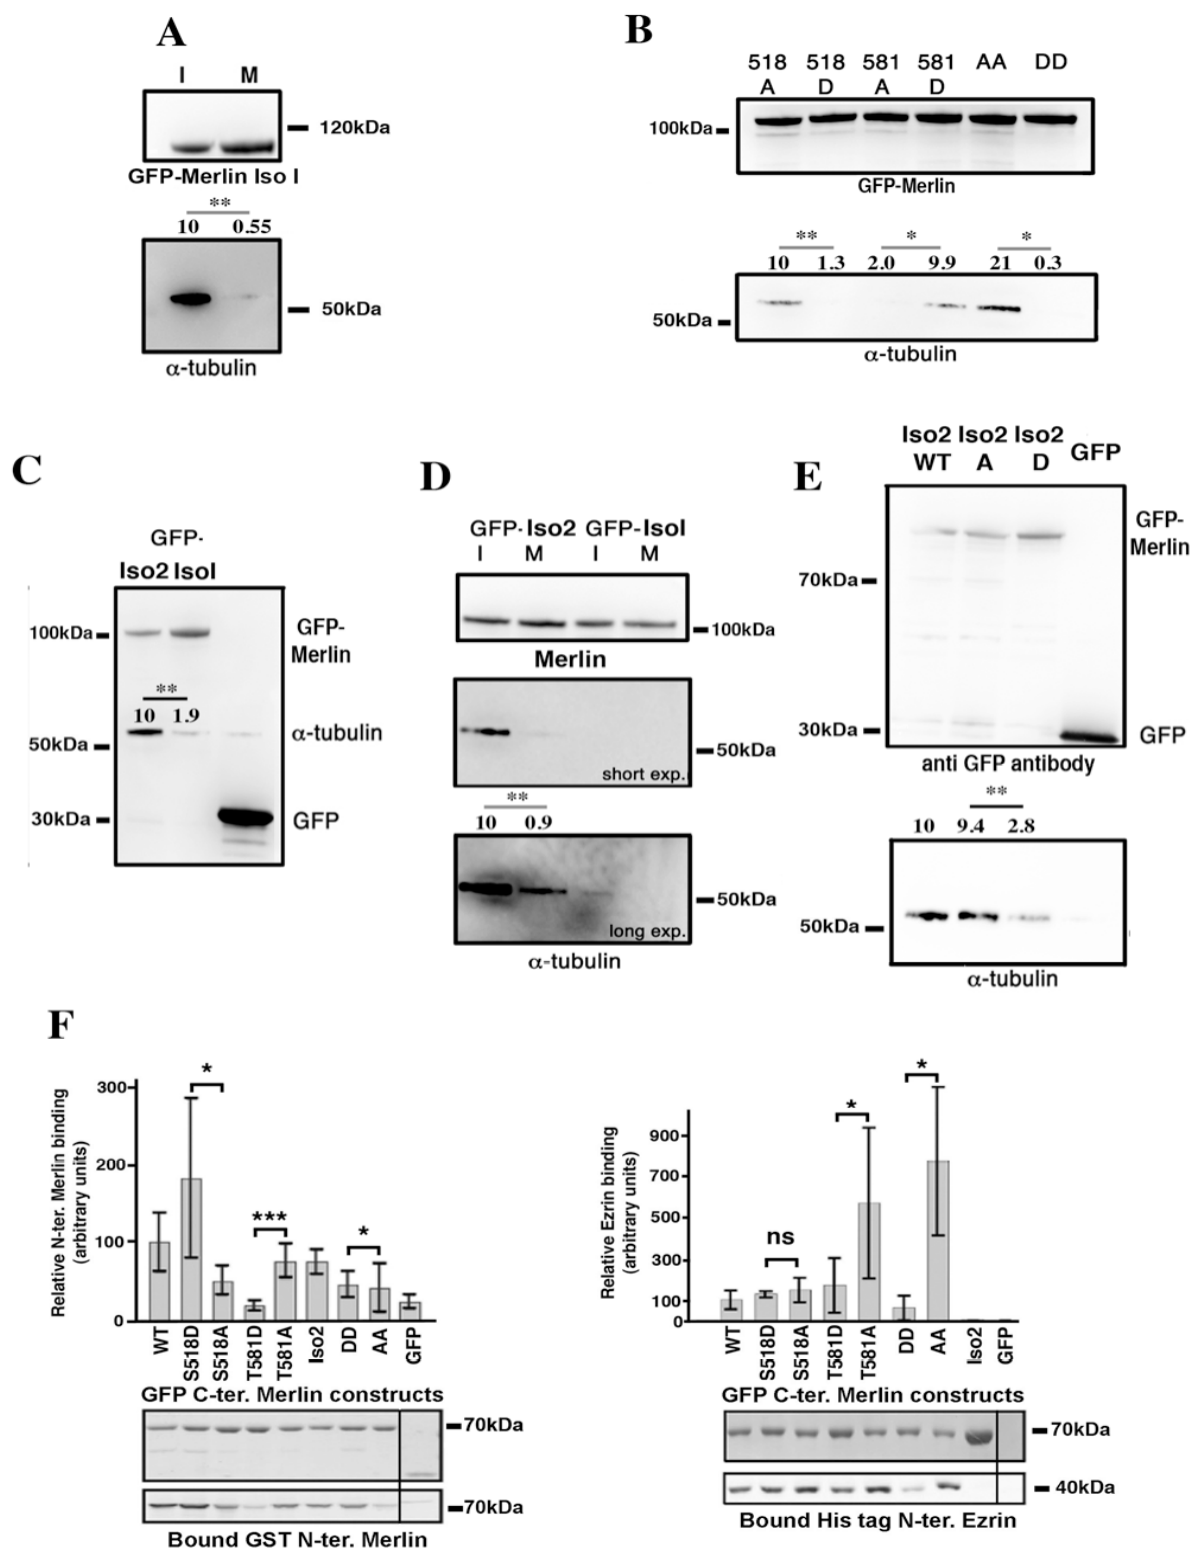 A
I M
120kDa
GFP-Merlin Iso I
**
10 0.55
50kDa
α-tubulin
B
518 518 581 581 AA DD
A D A D
100kDa
GFP-Merlin
** * *
10 1.3 2.0 9.9 21 0.3
50kDa
α-tubulin
C
GFP-
Iso2 IsoI
100kDa
GFP-
Merlin
**
10 1.9
α-tubulin
50kDa
30kDa
GFP
D
GFP-Iso2 GFP-IsoI
I M I M
100kDa
Merlin
50kDa
short exp.
**
10 0.9
50kDa
long exp.
α-tubulin
E
Iso2 Iso2 Iso2 GFP
WT A D
GFP-
Merlin
70kDa
30kDa
GFP
anti GFP antibody
**
10 9.4 2.8
50kDa
α-tubulin
F
Relative N-ter. Merlin binding
(arbitrary units)
300
200
100
0
* *** *
WT S518D S518A T581D T581A Iso2 DD AA GFP
GFP C-ter. Merlin constructs
70kDa
70kDa
Bound GST N-ter. Merlin
Relative Ezrin binding
(arbitrary units)
900
700
500
300
100
0
ns * *
WT S518D S518A T581D T581A DD AA Iso2 GFP
GFP C-ter. Merlin constructs
70kDa
40kDa
Bound His tag N-ter. Ezrin